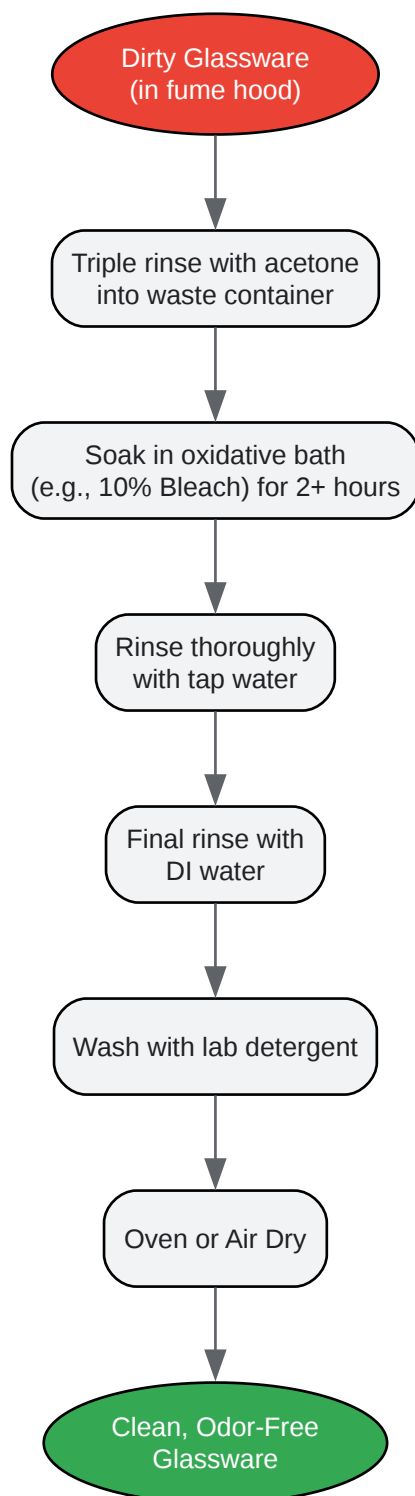 Dirty Glassware
(in fume hood)
Triple rinse with acetone
into waste container
Soak in oxidative bath
(e.g., 10% Bleach) for 2+ hours
Rinse thoroughly
with tap water
Final rinse with
DI water
Wash with lab detergent
Oven or Air Dry
Clean, Odor-Free
Glassware